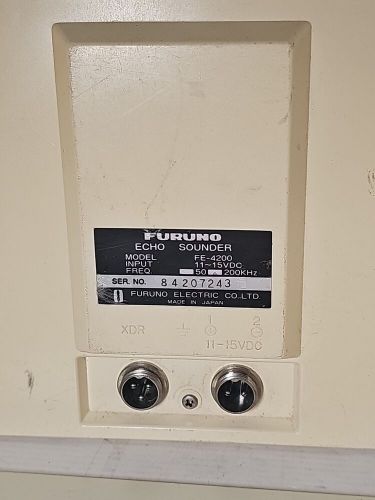 FURUNO
ECHO SOUNDER
MODEL FE-4200
INPUT 11~15VDC
FREQ. 50 200KHz
SER. NO. 84207243
FURUNO ELECTRIC CO.,LTD.
MADE IN JAPAN
XDR 2
11-15VDC